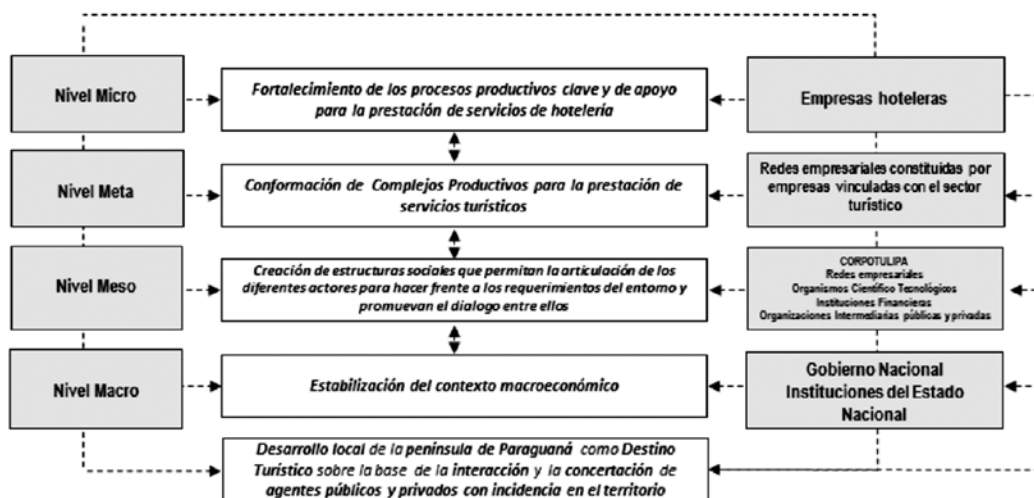 Nivel Micro
Fortalecimiento de los procesos productivos clave y de apoyo
para la prestación de servicios de hotelería
Empresas hoteleras
Nivel Meta
Conformación de Complejos Productivos para la prestación de
servicios turísticos
Redes empresariales constituidas por
empresas vinculadas con el sector
turístico
Nivel Meso
Creación de estructuras sociales que permitan la articulación de los
diferentes actores para hacer frente a los requerimientos del entorno y
promuevan el dialogo entre ellos
CORPOTULIPA
Redes empresariales
Organismos Científico Tecnológicos
Instituciones Financieras
Organizaciones Intermediarias públicas y privadas
Nivel Macro
Estabilización del contexto macroeconómico
Gobierno Nacional
Instituciones del Estado
Nacional
Desarrollo local de la península de Paraguaná como Destino
Turístico sobre la base de la interacción y la concertación de
agentes públicos y privados con incidencia en el territorio